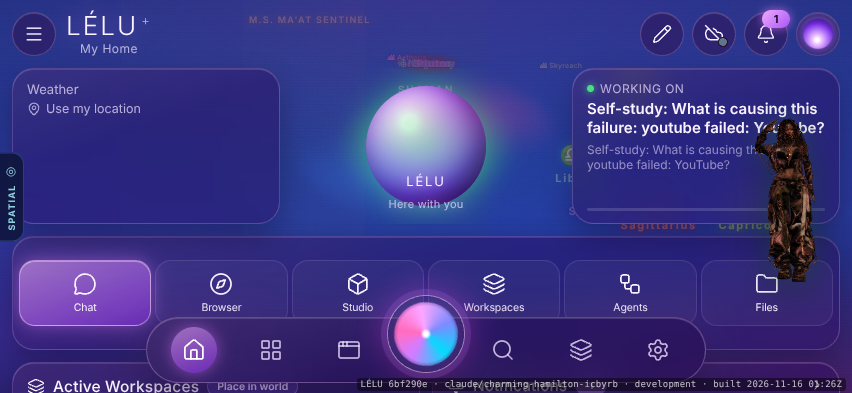 M.S. MA'AT SENTINEL
LÉLU +
My Home
1
Skyreach
Weather
Use my location
LÉLU
Here with you
WORKING ON
Self-study: What is causing this
failure: youtube failed: YouTube?
Self-study: What is causing this
youtube failed: YouTube?
SPATIAL
Sagittarius
Chat
Browser
Studio
Workspaces
Agents
Files
Active Workspaces
Place in world
Notifications
LÉLU 6bf290e · claude/charming-hamilton-icbyrb · development · built 2026-11-16 01:26Z